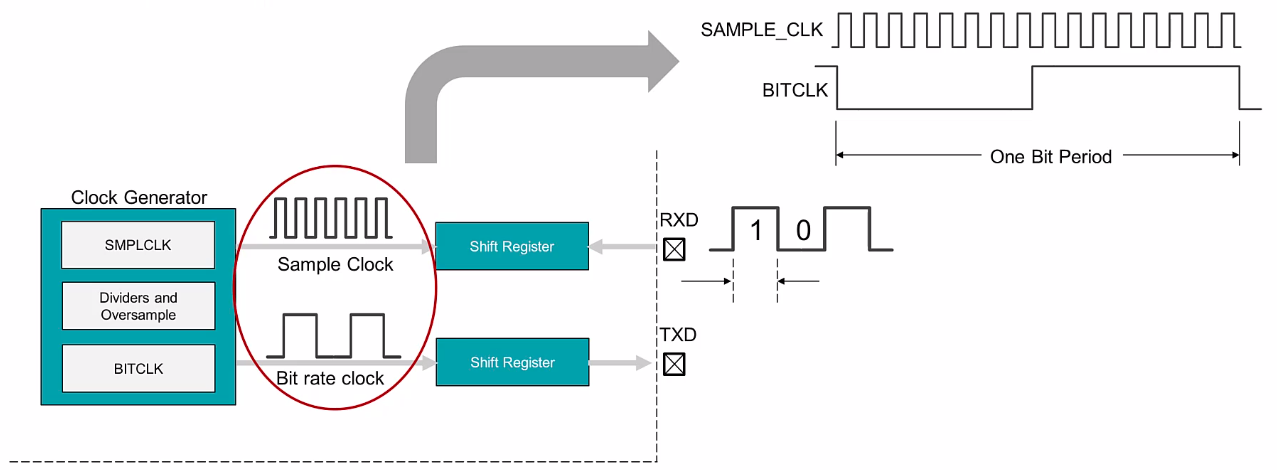 SAMPLE_CLK
BITCLK
One Bit Period
Clock Generator
SMPLCLK
Dividers and
Oversample
BITCLK
Sample Clock
Bit rate clock
Shift Register
Shift Register
RXD
1 0
TXD